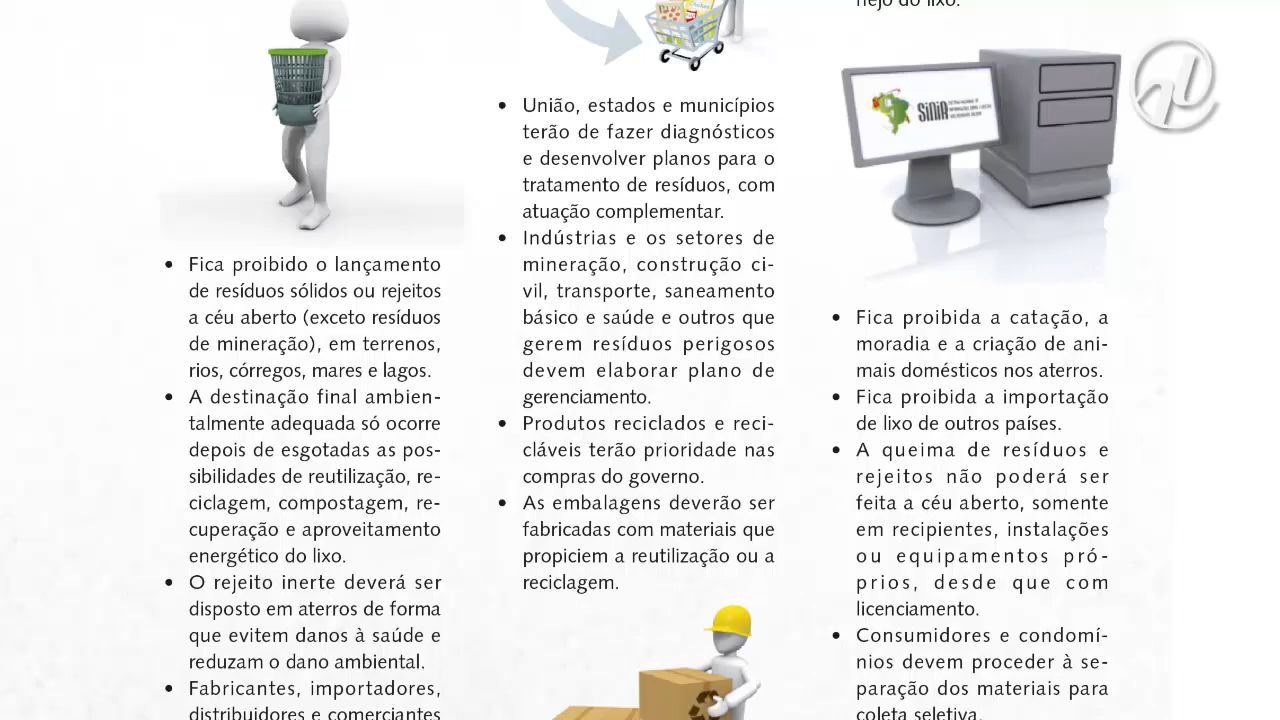 • Fica proibido o lançamento
de resíduos sólidos ou rejeitos
a céu aberto (exceto resíduos
de mineração), em terrenos,
rios, córregos, mares e lagos.
• A destinação final ambien-
talmente adequada só ocorre
depois de esgotadas as pos-
sibilidades de reutilização, re-
ciclagem, compostagem, re-
cuperação e aproveitamento
energético do lixo.
• O rejeito inerte deverá ser
disposto em aterros de forma
que evitem danos à saúde e
reduzam o dano ambiental.
• Fabricantes, importadores,
distribuidores e comerciantes
• União, estados e municípios
terão de fazer diagnósticos
e desenvolver planos para o
tratamento de resíduos, com
atuação complementar.
• Indústrias e os setores de
mineração, construção ci-
vil, transporte, saneamento
básico e saúde e outros que
gerem resíduos perigosos
devem elaborar plano de
gerenciamento.
• Produtos reciclados e reci-
cláveis terão prioridade nas
compras do governo.
• As embalagens deverão ser
fabricadas com materiais que
propiciem a reutilização ou a
reciclagem.
nejo do lixo.
SiNiR
• Fica proibida a catação, a
moradia e a criação de ani-
mais domésticos nos aterros.
• Fica proibida a importação
de lixo de outros países.
• A queima de resíduos e
rejeitos não poderá ser
feita a céu aberto, somente
em recipientes, instalações
ou equipamentos pró-
prios, desde que com
licenciamento.
• Consumidores e condomí-
nios devem proceder à se-
paração dos materiais para
coleta seletiva.